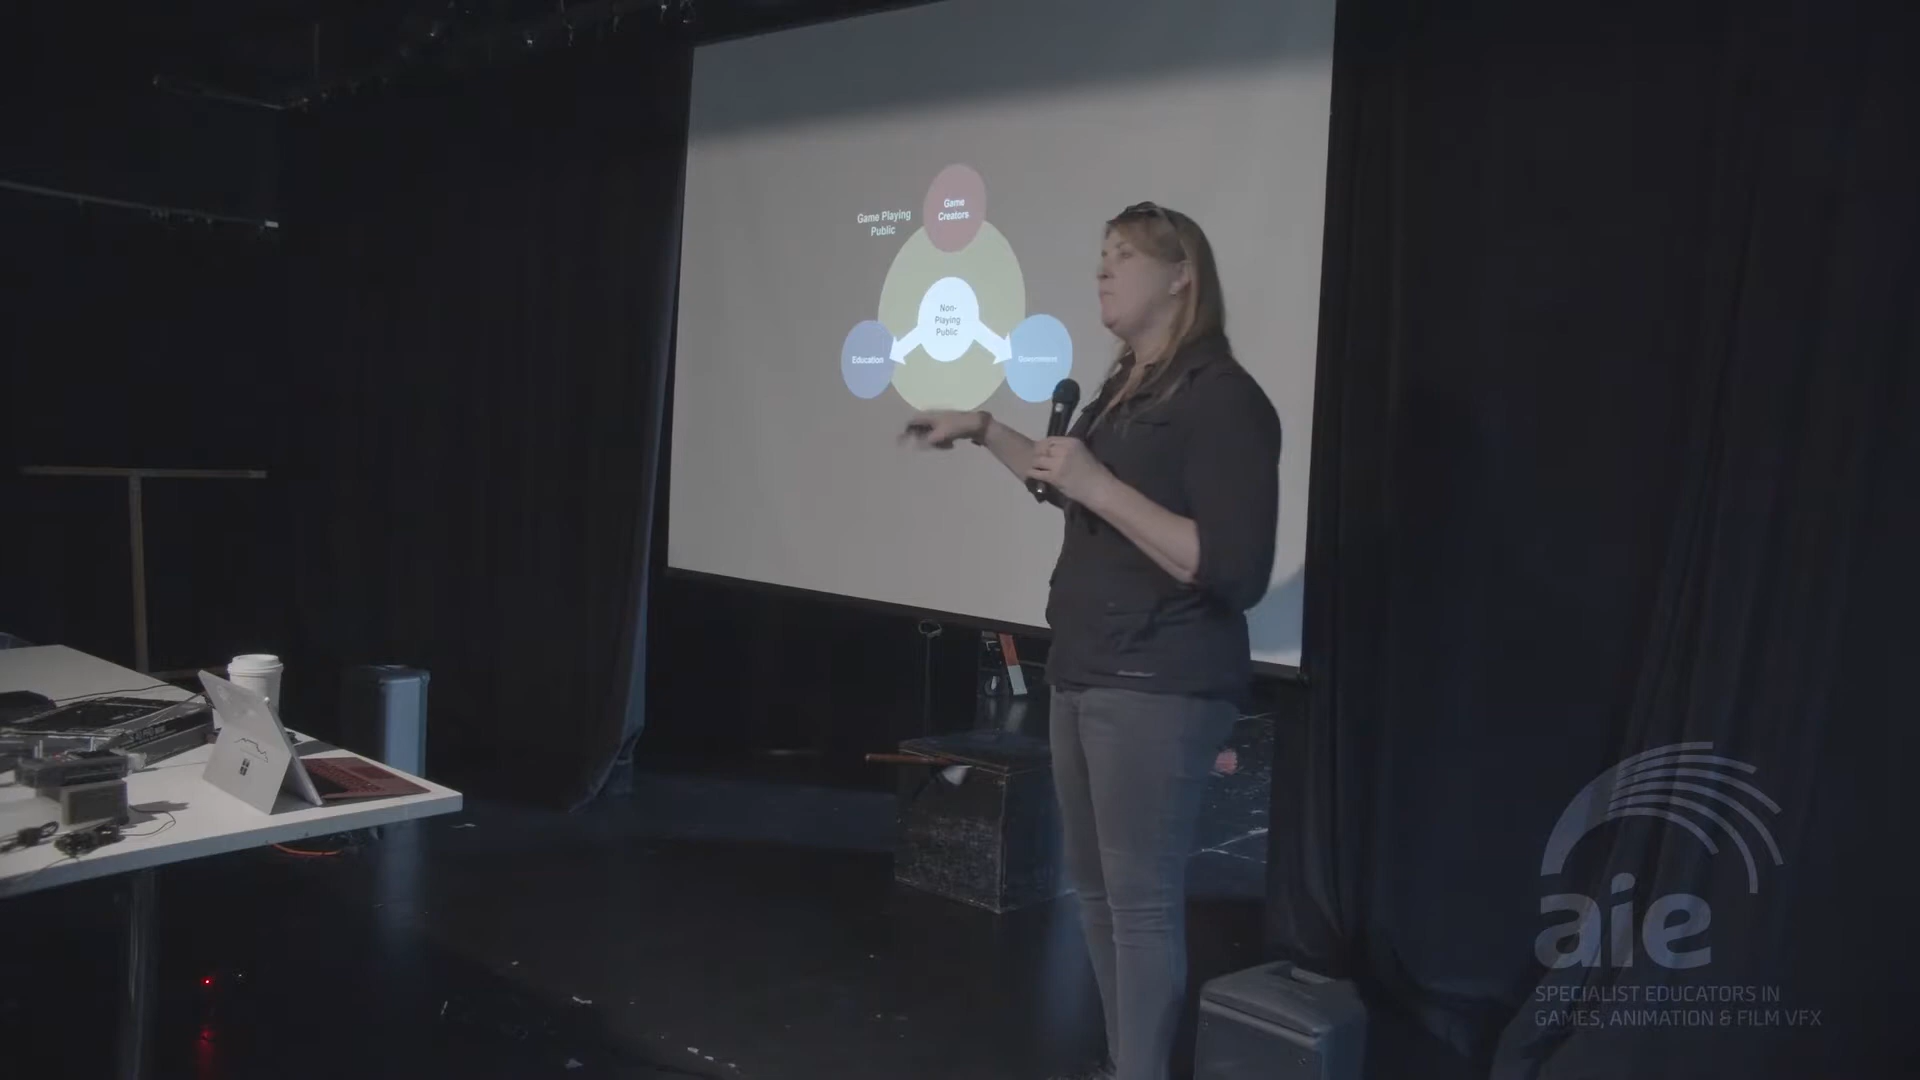 Game
Creators
Game Playing
Public
Non-
Playing
Public
Education
Government
aie
SPECIALIST EDUCATORS IN
GAMES, ANIMATION & FILM VFX